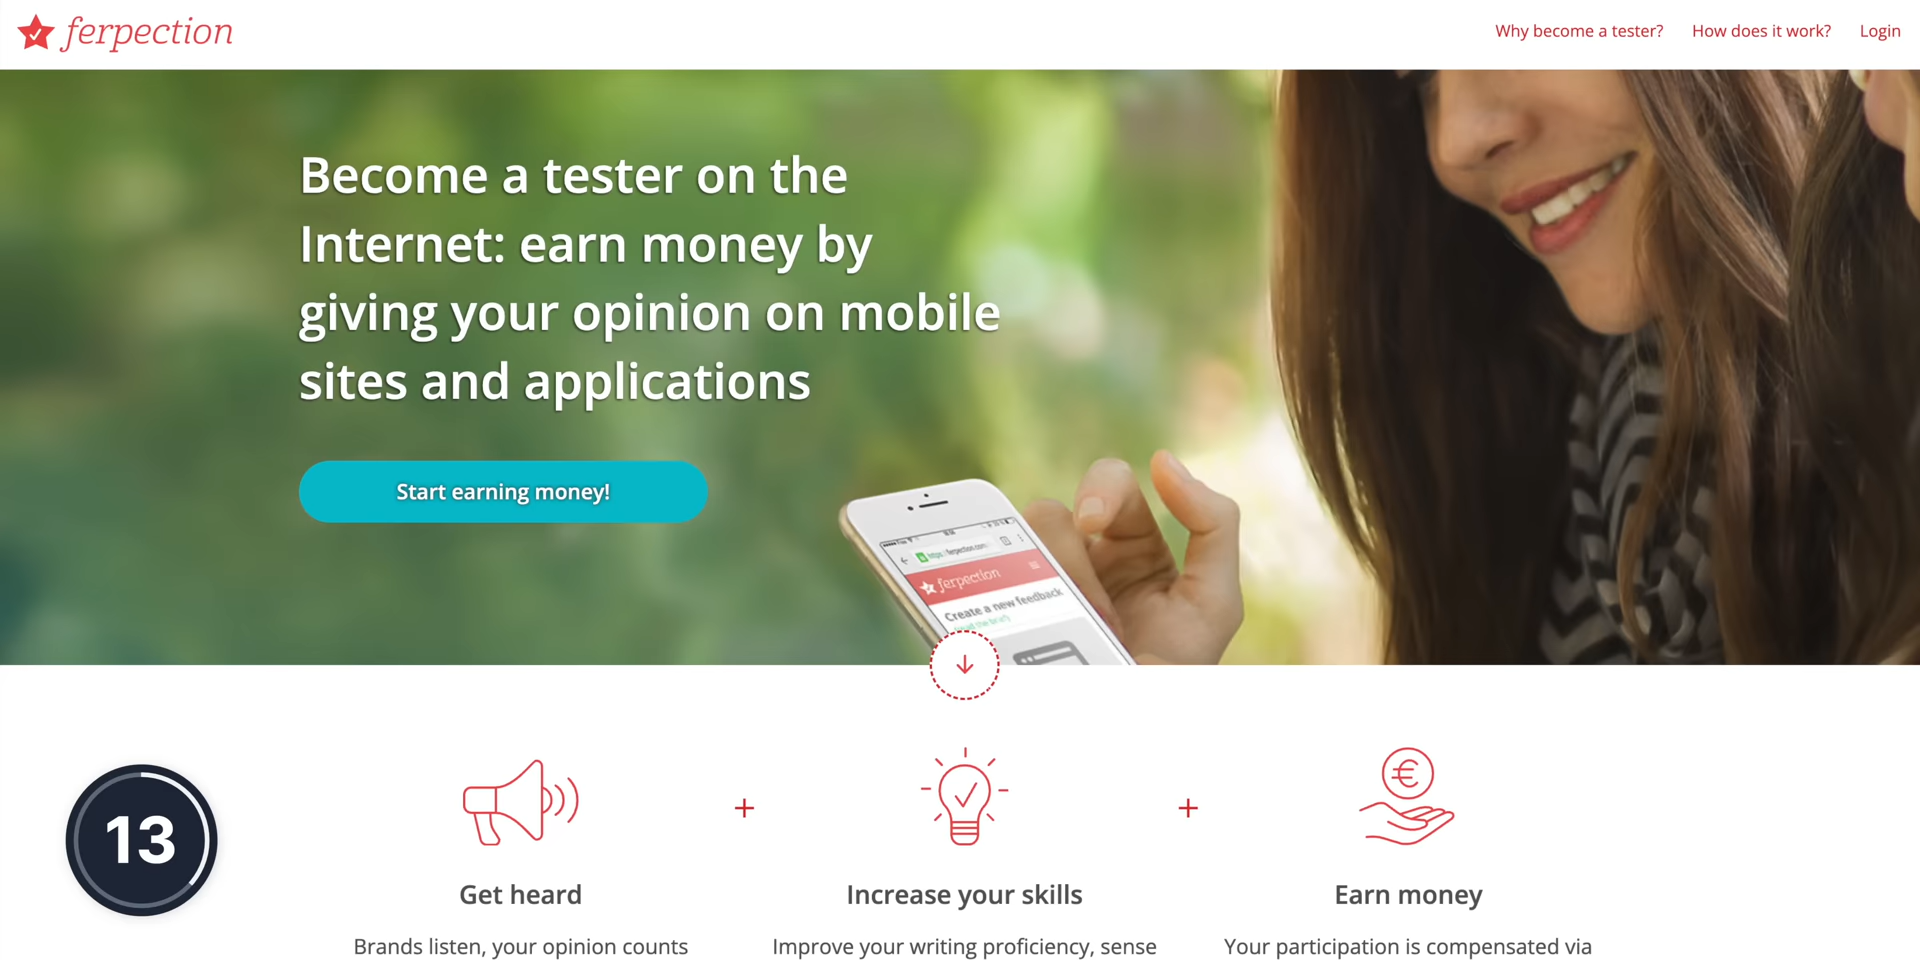 ferpection
Why become a tester? How does it work? Login
Become a tester on the
Internet: earn money by
giving your opinion on mobile
sites and applications
Start earning money!
ferpection
Create a new feedback
13
Get heard
Increase your skills
Earn money
Brands listen, your opinion counts
Improve your writing proficiency, sense
Your participation is compensated via